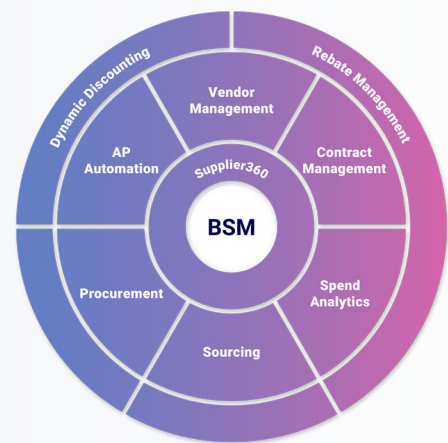 Dynamic Discounting
Rebate Management
Vendor
Management
AP
Automation
Contract
Management
Supplier360
BSM
Procurement
Spend
Analytics
Sourcing